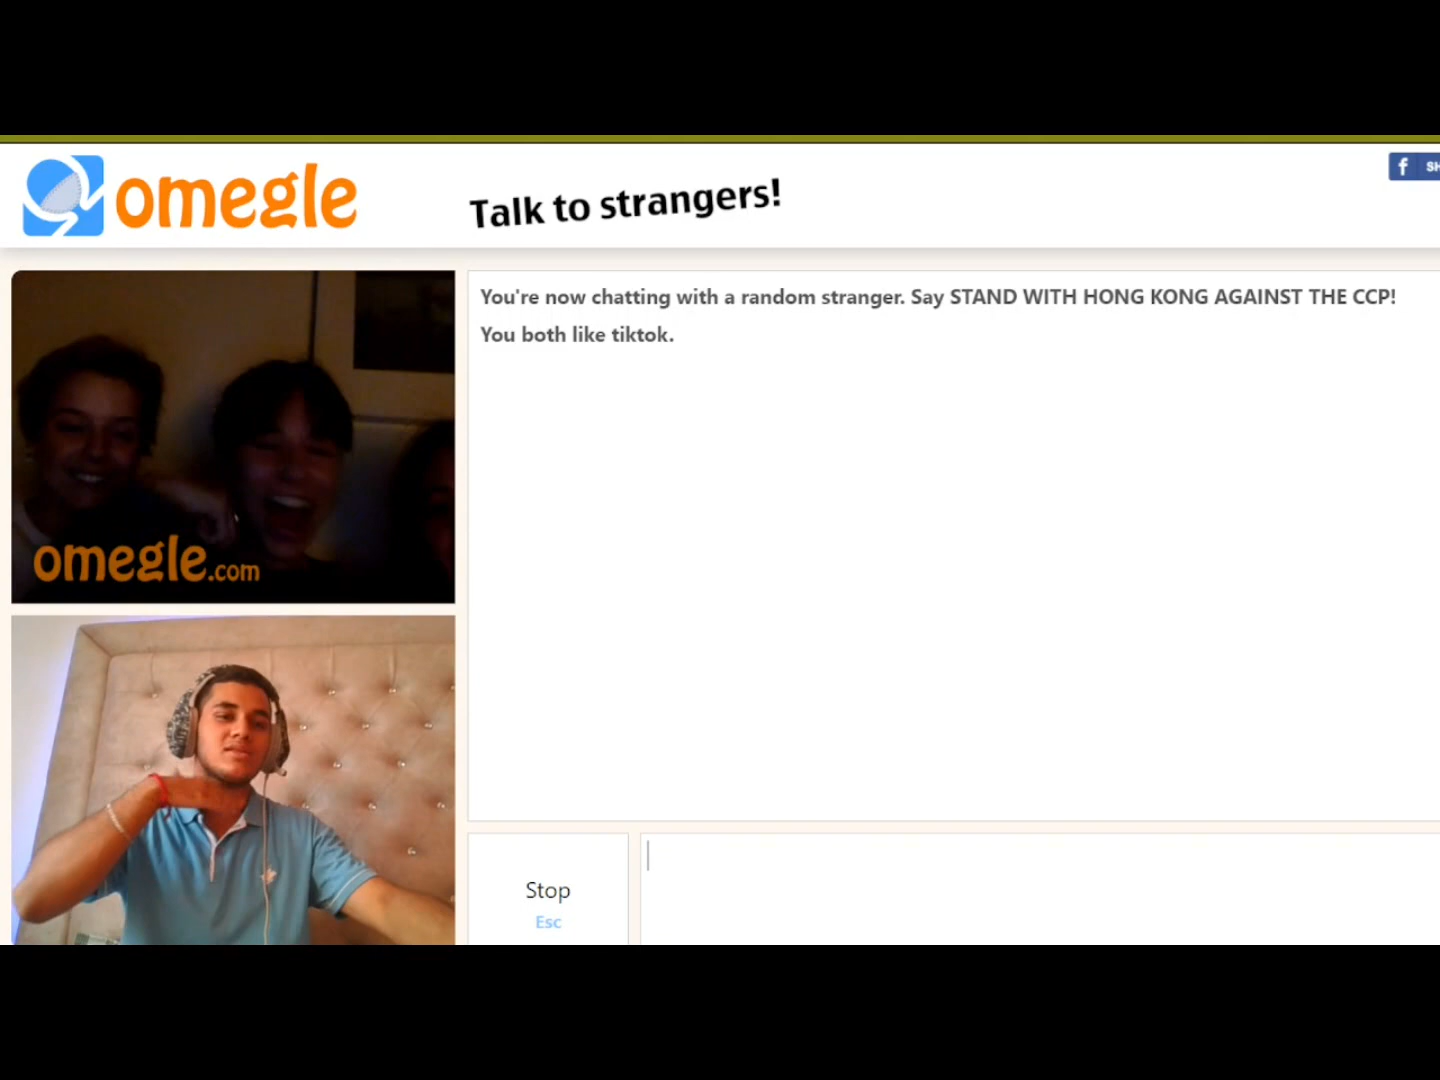 omegle
Talk to strangers!
f
You're now chatting with a random stranger. Say STAND WITH HONG KONG AGAINST THE CCP!
You both like tiktok.
omegle.com
Stop
Esc